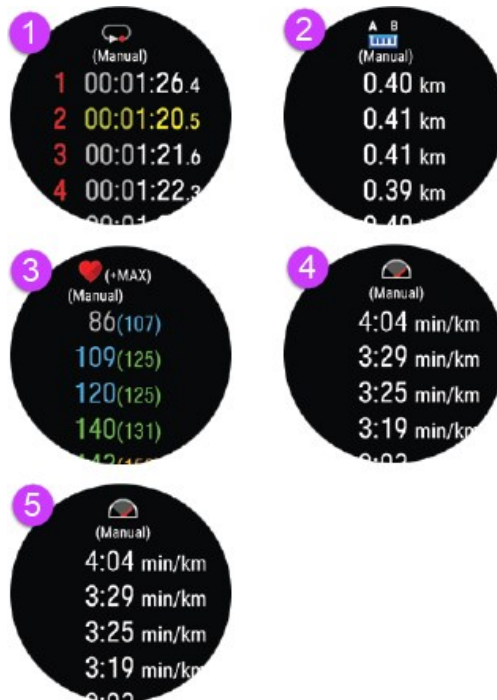 1
(Manual)
1 00:01:26.4
2 00:01:20.5
3 00:01:21.6
4 00:01:22.3
2
A B
(Manual)
0.40 km
0.41 km
0.41 km
0.39 km
3
(+MAX)
(Manual)
86(107)
109(125)
120(125)
140(131)
4
(Manual)
4:04 min/km
3:29 min/km
3:25 min/km
3:19 min/km
5
(Manual)
4:04 min/km
3:29 min/km
3:25 min/km
3:19 min/km